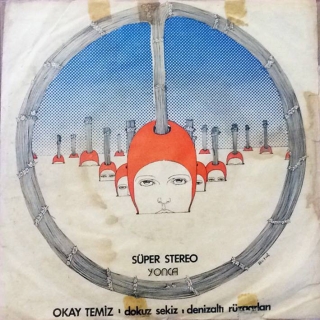 SÜPER STEREO
YONCA
OKAY TEMİZ : dokuz sekiz : denizaltı rüzgarları